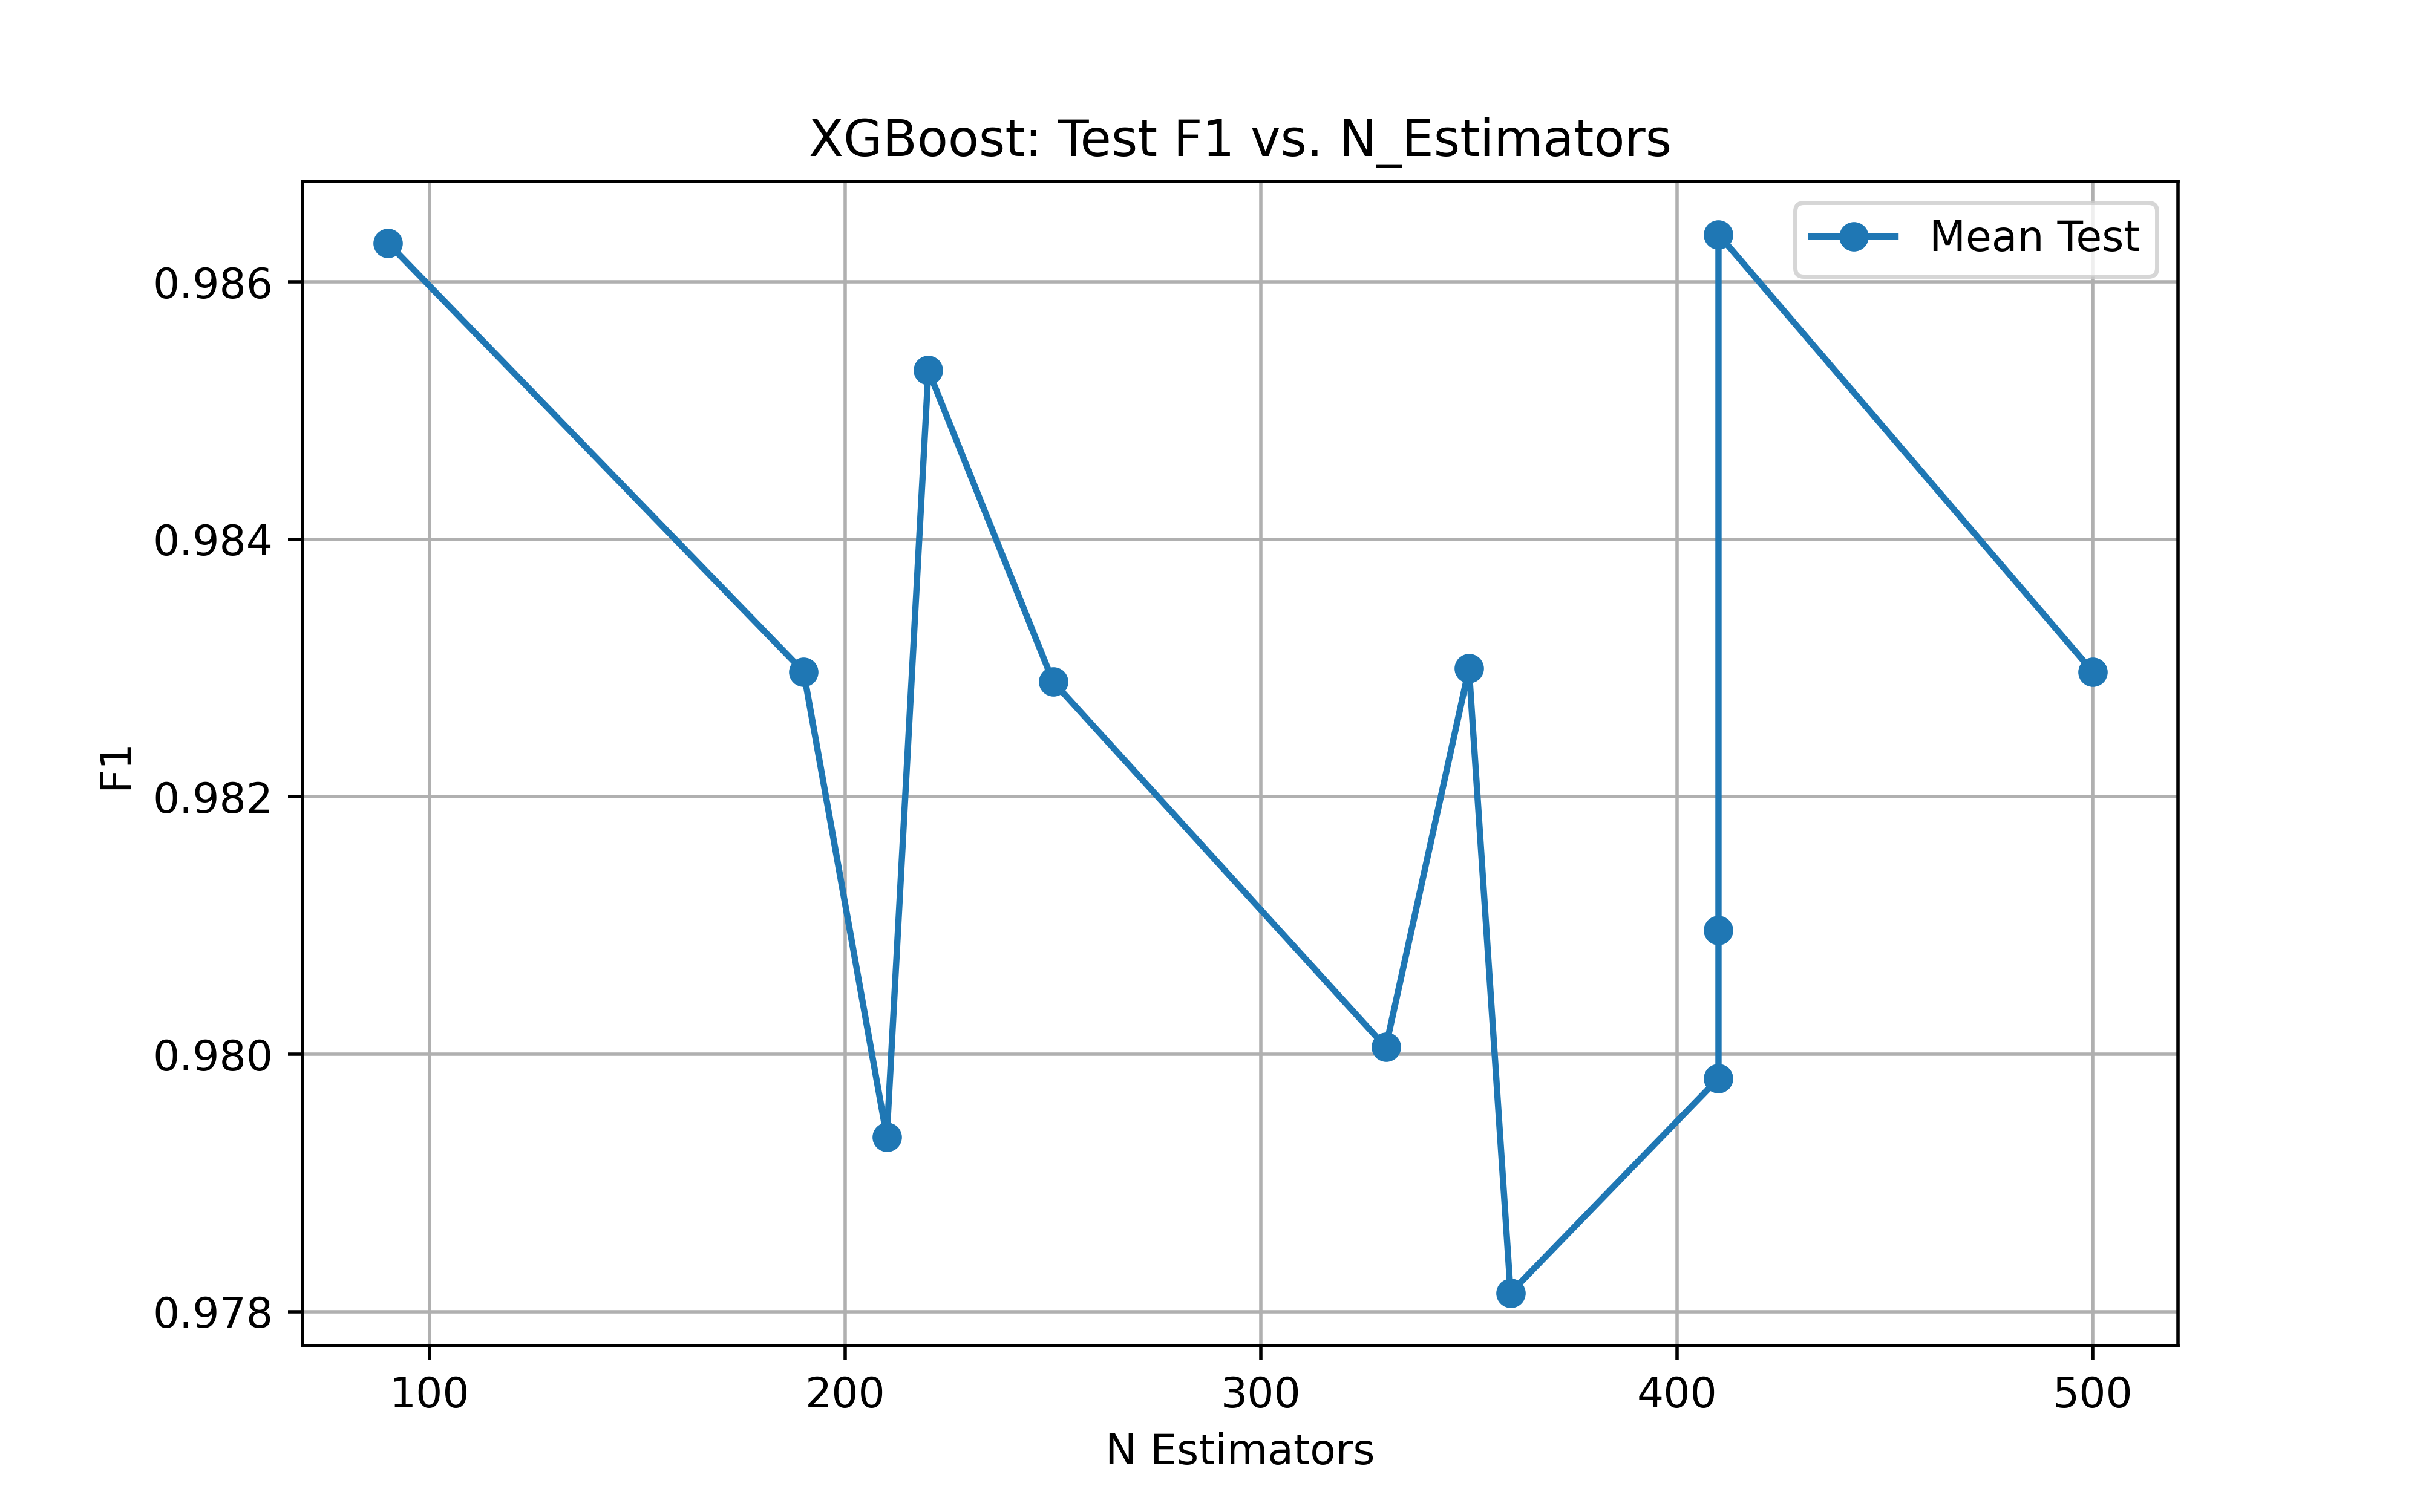 XGBoost: Test F1 vs. N_Estimators
Mean Test
0.986
0.984
0.982
0.980
0.978
F1
100 200 300 400 500
N Estimators